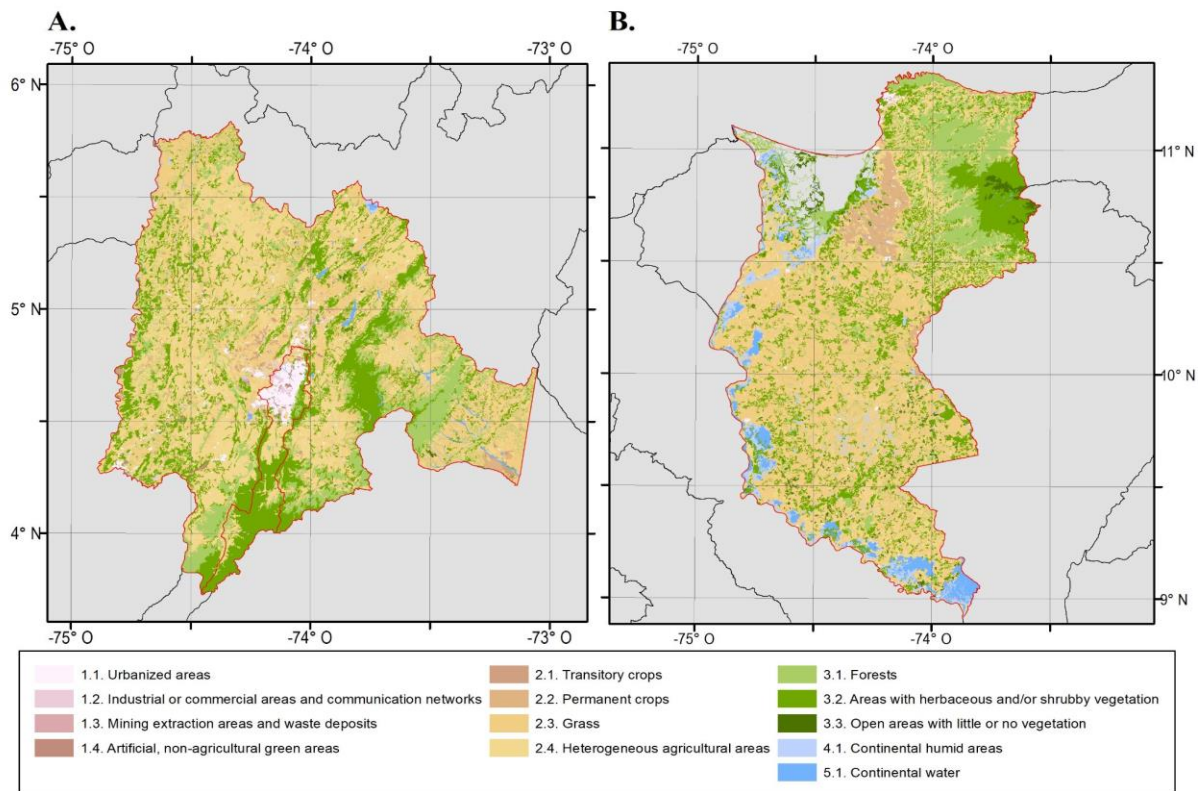 A.
-75° O -74° O -73° O
6° N
5° N
4° N
-75° O -74° O -73° O
B.
-75° O -74° O
11° N
10° N
9° N
-75° O -74° O
1.1. Urbanized areas
1.2. Industrial or commercial areas and communication networks
1.3. Mining extraction areas and waste deposits
1.4. Artificial, non-agricultural green areas
2.1. Transitory crops
2.2. Permanent crops
2.3. Grass
2.4. Heterogeneous agricultural areas
3.1. Forests
3.2. Areas with herbaceous and/or shrubby vegetation
3.3. Open areas with little or no vegetation
4.1. Continental humid areas
5.1. Continental water